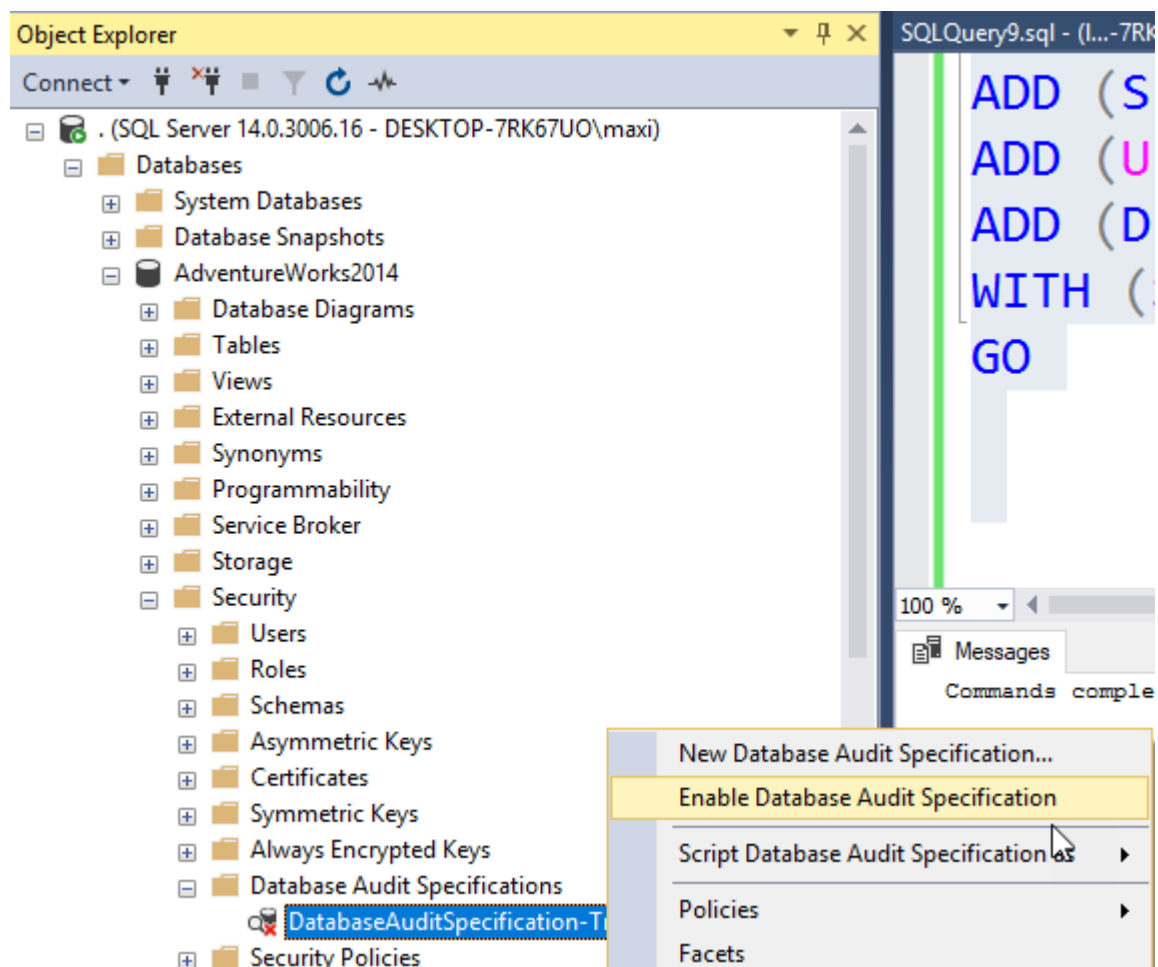 Object Explorer
Connect
. (SQL Server 14.0.3006.16 - DESKTOP-7RK67UO\maxi)
Databases
System Databases
Database Snapshots
AdventureWorks2014
Database Diagrams
Tables
Views
External Resources
Synonyms
Programmability
Service Broker
Storage
Security
Users
Roles
Schemas
Asymmetric Keys
Certificates
Symmetric Keys
Always Encrypted Keys
Database Audit Specifications
DatabaseAuditSpecification-T
Security Policies
SQLQuery9.sql - (l...-7RK
ADD (S
ADD (U
ADD (D
WITH (
GO
100 %
Messages
Commands comple
New Database Audit Specification...
Enable Database Audit Specification
Script Database Audit Specification as
Policies
Facets